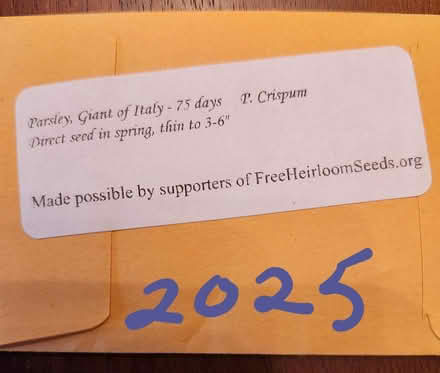 Parsley, Giant of Italy - 75 days P. Crispum
Direct seed in spring, thin to 3-6"
Made possible by supporters of FreeHeirloomSeeds.org
2025